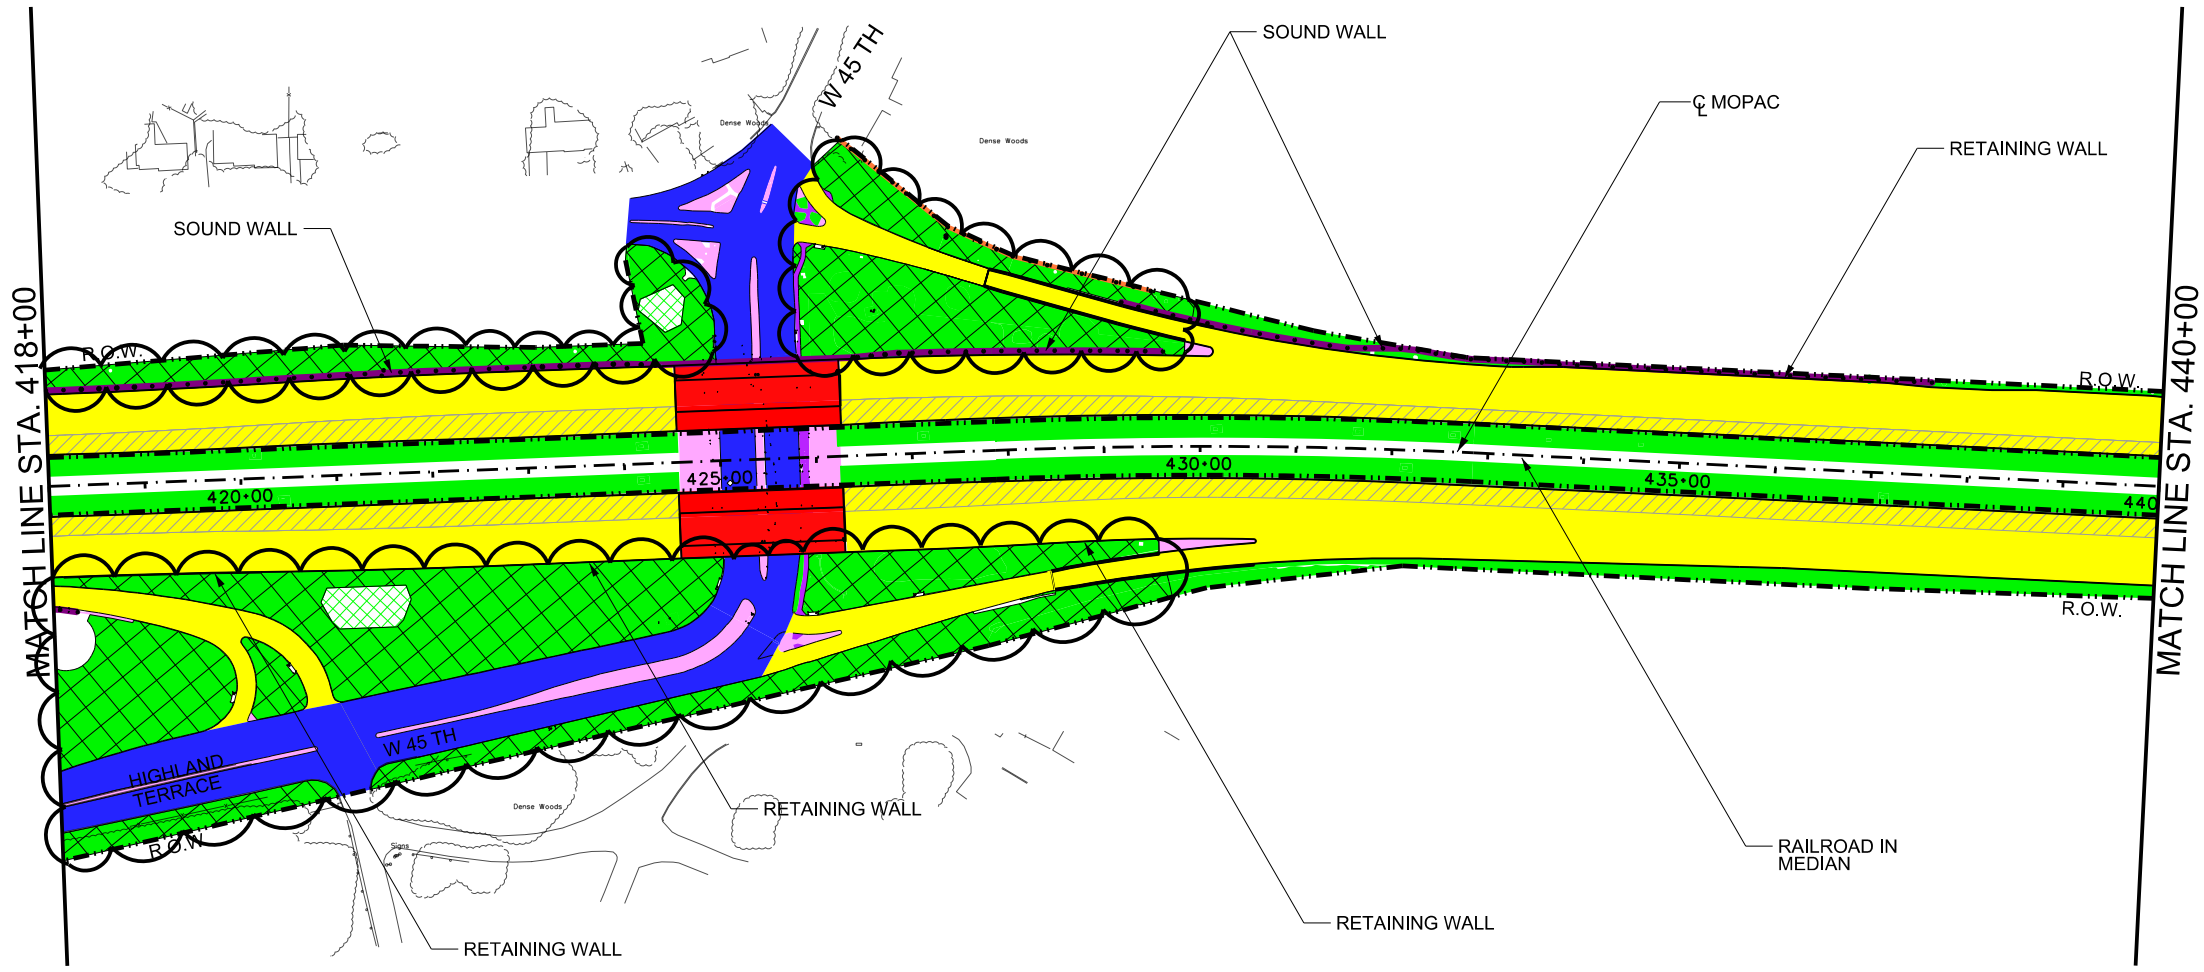 SOUND WALL
W 45 TH
℄ MOPAC
Dense Woods
Dense Woods
RETAINING WALL
SOUND WALL
MATCH LINE STA. 418+00
MATCH LINE STA. 440+00
R.O.W.
R.O.W.
420+00
425+00
430+00
435+00
440
R.O.W.
W 45 TH
HIGHLAND
TERRACE
Dense Woods
RETAINING WALL
R.O.W.
Signs
RAILROAD IN
MEDIAN
RETAINING WALL
RETAINING WALL